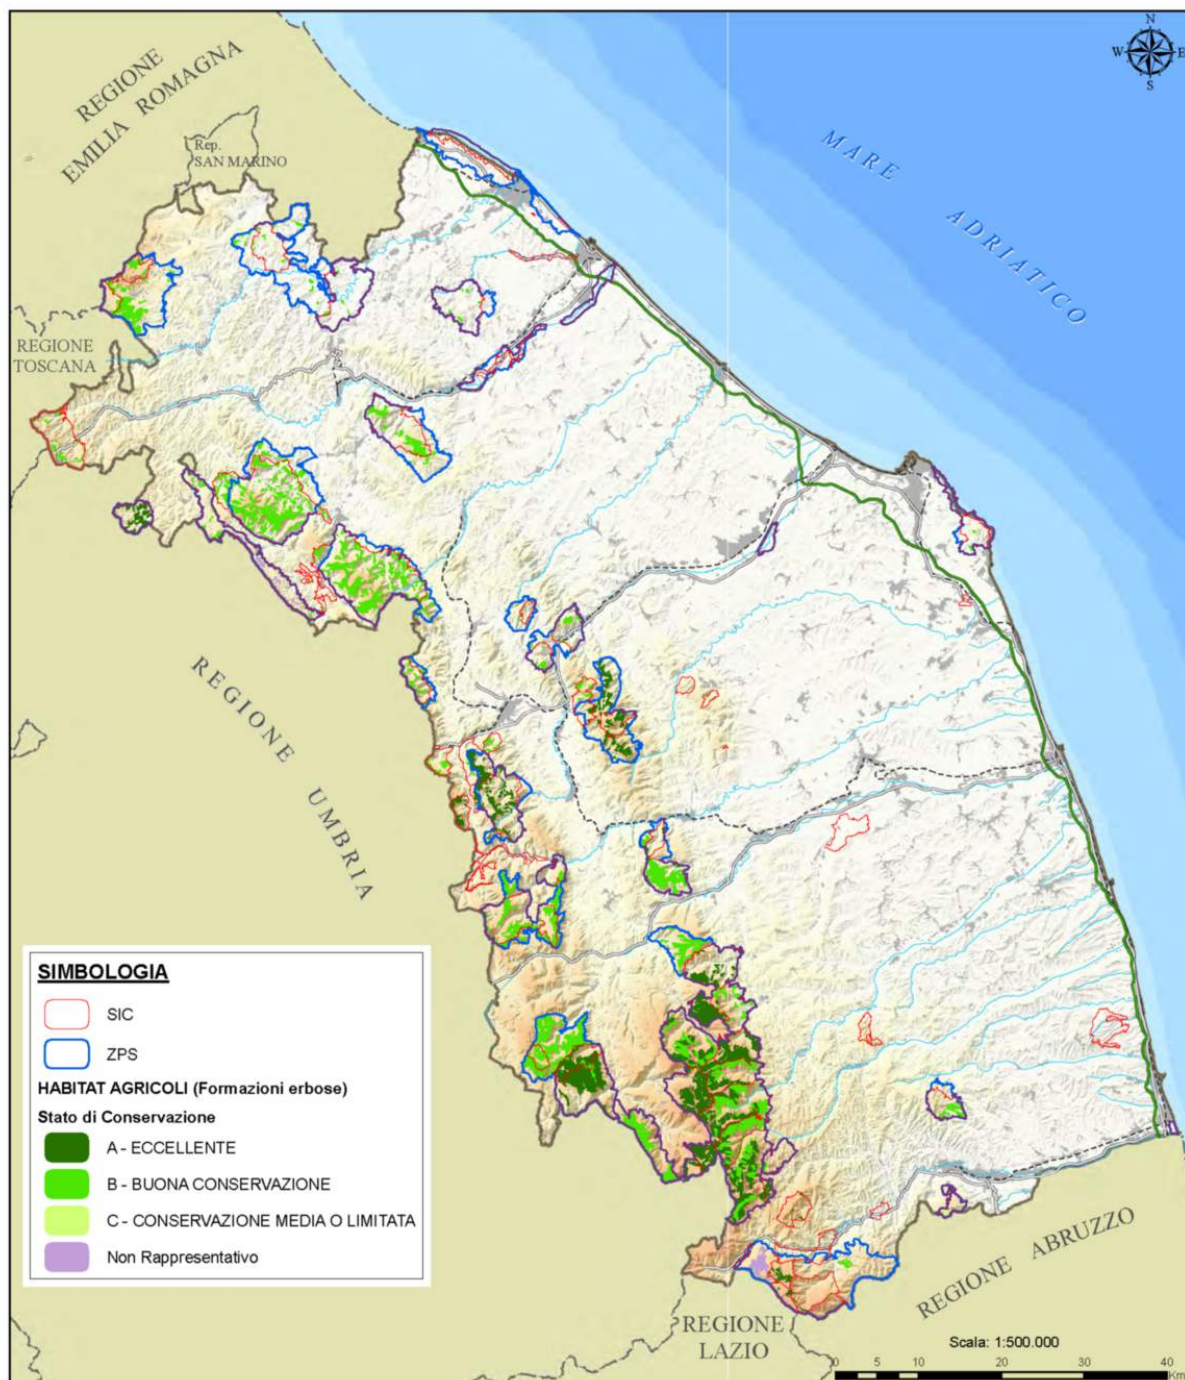 N
W E
S
REGIONE
EMILIA ROMAGNA
Rep.
SAN MARINO
MARE
ADRIATICO
REGIONE
TOSCANA
REGIONE
UMBRIA
SIMBOLOGIA
SIC
ZPS
HABITAT AGRICOLI (Formazioni erbose)
Stato di Conservazione
A - ECCELLENTE
B - BUONA CONSERVAZIONE
C - CONSERVAZIONE MEDIA O LIMITATA
Non Rappresentativo
REGIONE ABRUZZO
REGIONE
LAZIO
Scala: 1:500.000
0 5 10 20 30 40
Km